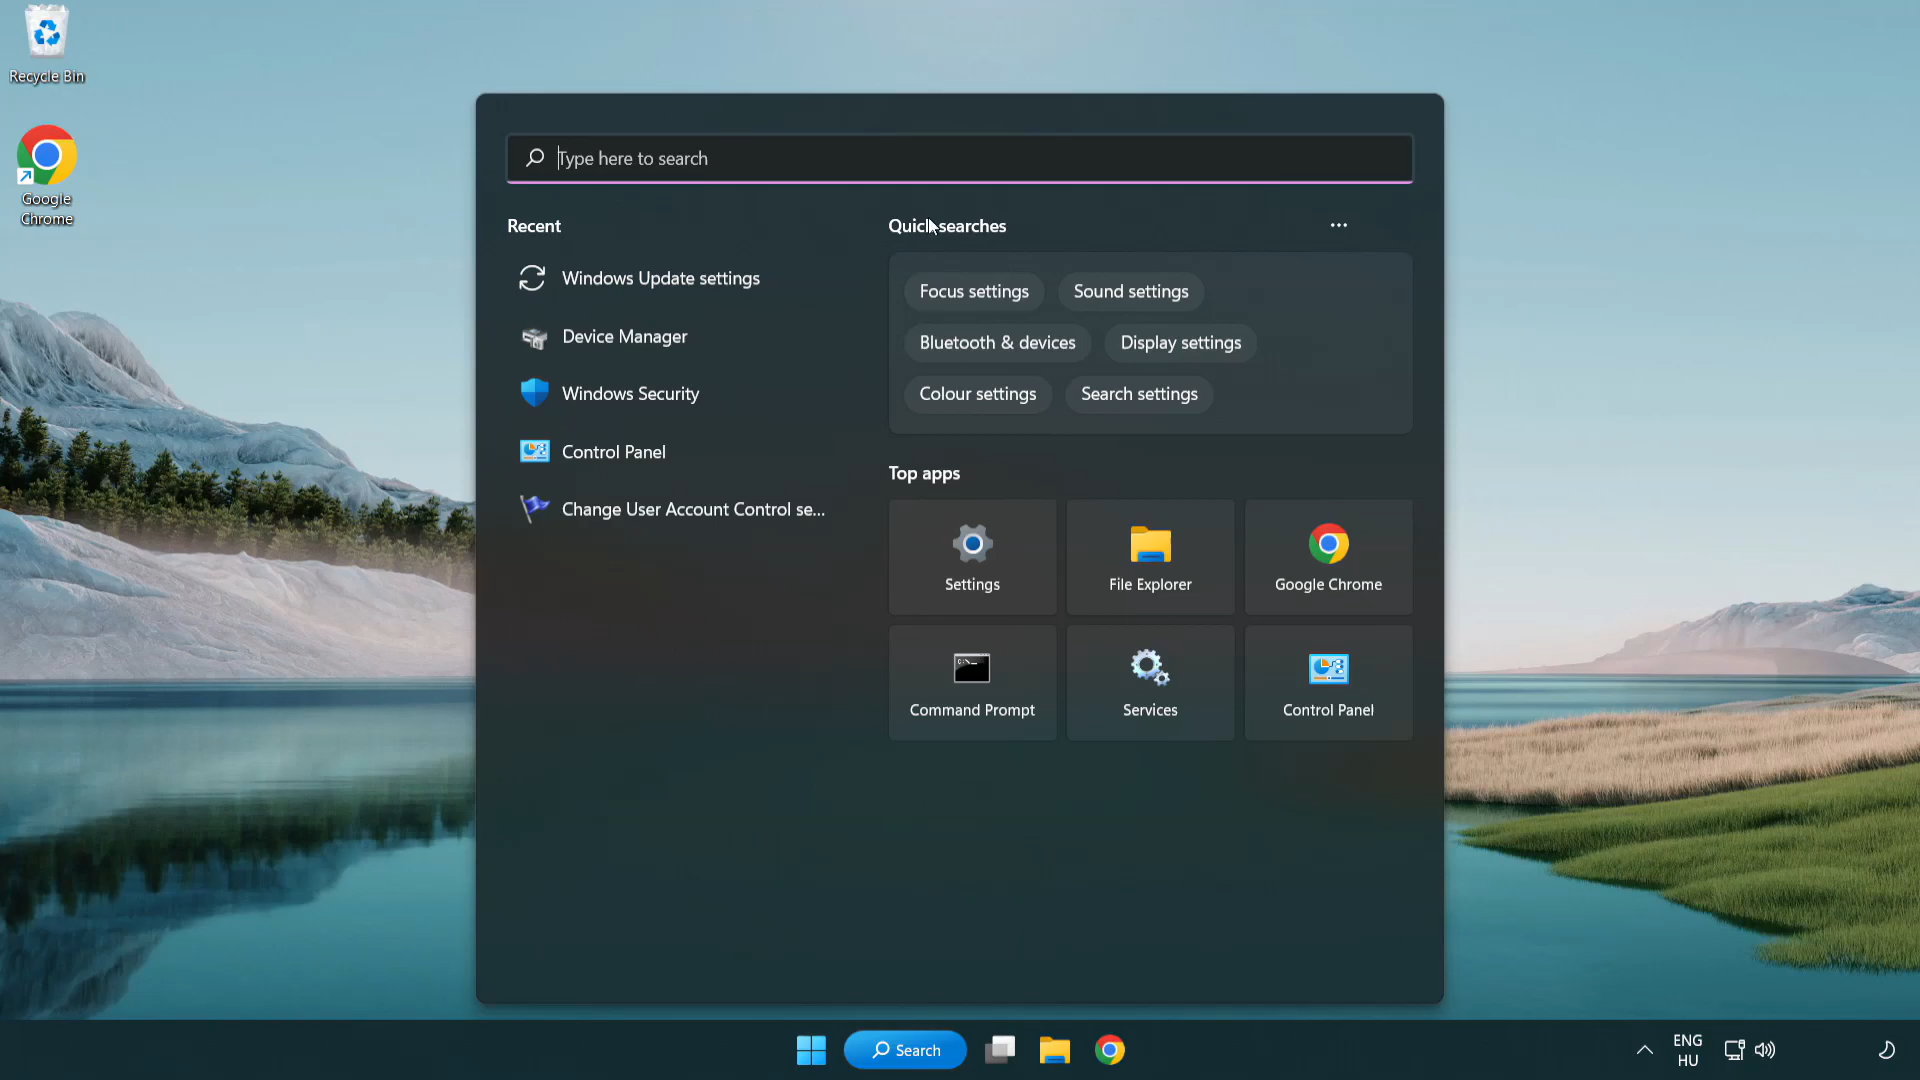 Recycle Bin
Google
Chrome
Type here to search
Recent
Quick searches
Windows Update settings
Device Manager
Windows Security
Control Panel
Change User Account Control se...
Focus settings
Sound settings
Bluetooth & devices
Display settings
Colour settings
Search settings
Top apps
Settings
File Explorer
Google Chrome
Command Prompt
Services
Control Panel
Search
ENG
HU